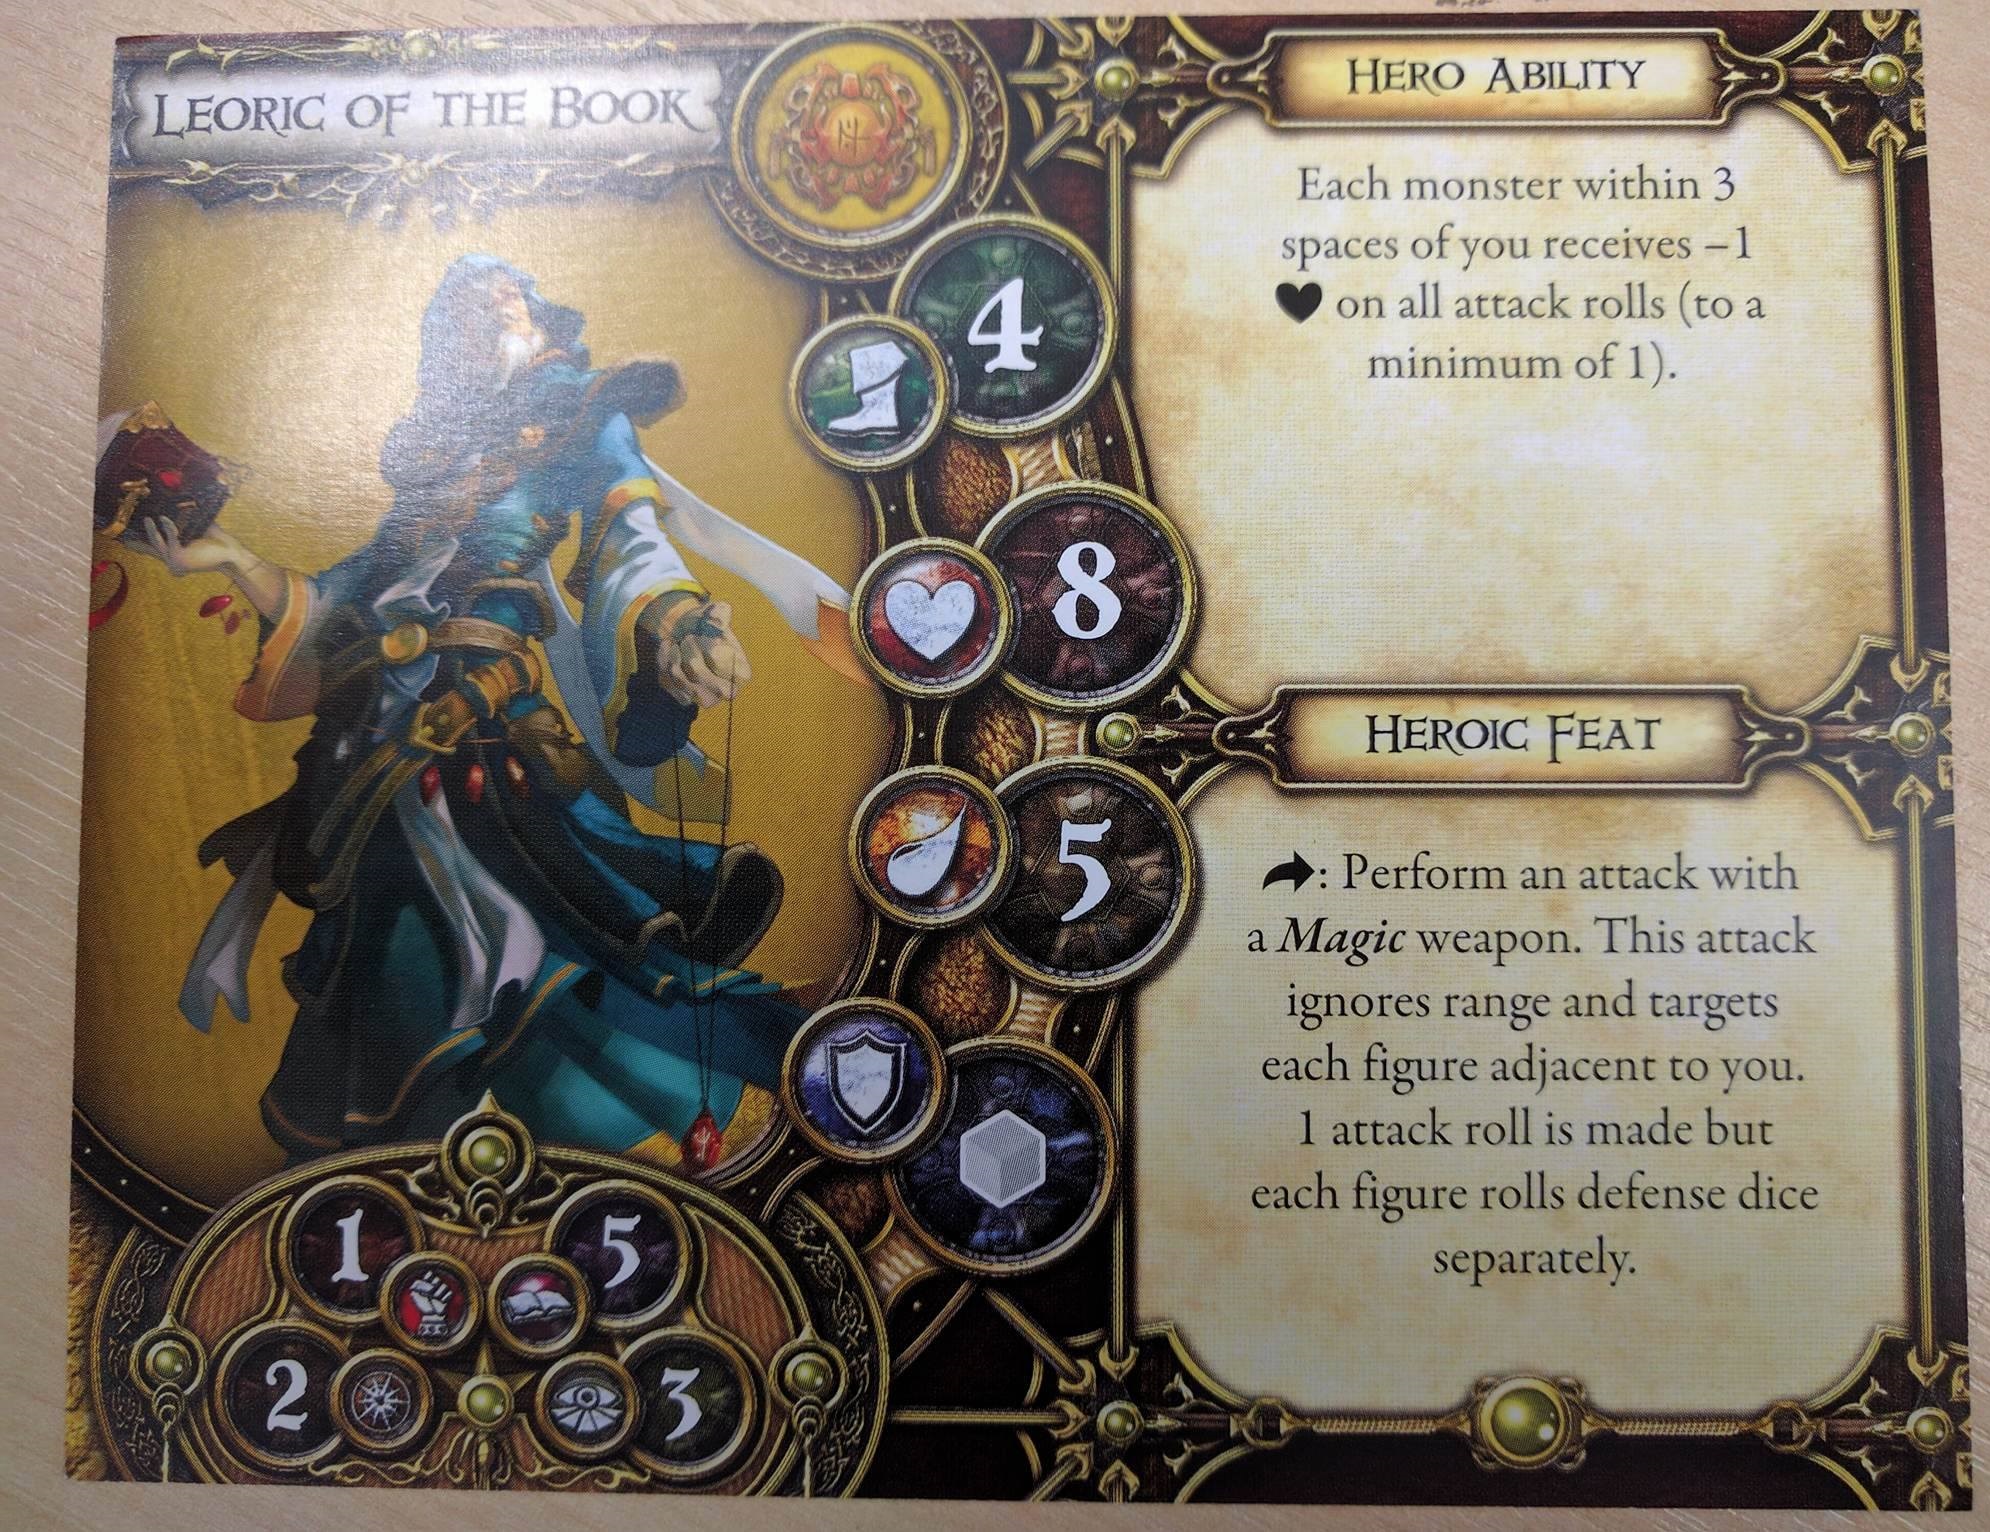 LEORIC OF THE BOOK
4
8
5
1
5
2
3
HERO ABILITY
Each monster within 3
spaces of you receives –1
♥ on all attack rolls (to a
minimum of 1).
HEROIC FEAT
: Perform an attack with
a Magic weapon. This attack
ignores range and targets
each figure adjacent to you.
1 attack roll is made but
each figure rolls defense dice
separately.